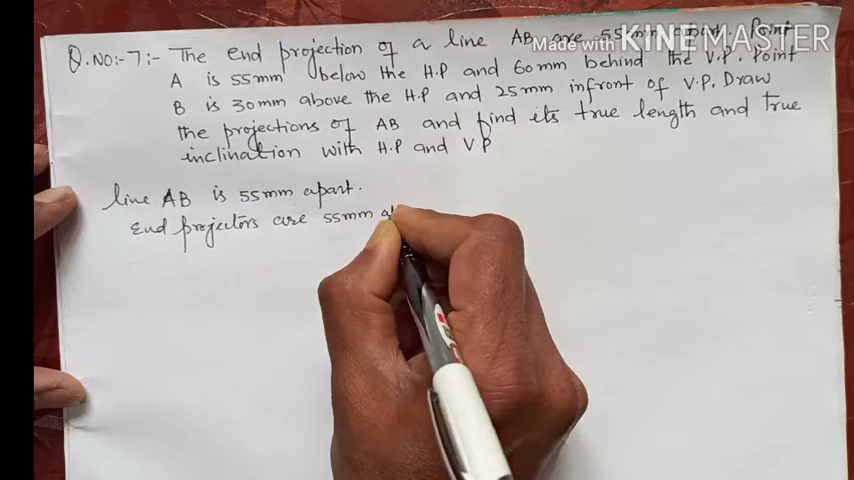 Q.NO:-7:- The end projection of a line AB are 55mm apart. Point
Made with KINEMASTER
A is 55mm below the H.P and 60mm behind the V.P. Point
B is 30mm above the H.P and 25mm infront of V.P. Draw
the projections of AB and find its true length and true
inclination with H.P and V.P
line AB is 55mm apart.
End projectors are 55mm a